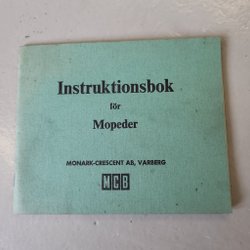 Instruktionsbok
för
Mopeder
MONARK-CRESCENT AB, VARBERG
MCB